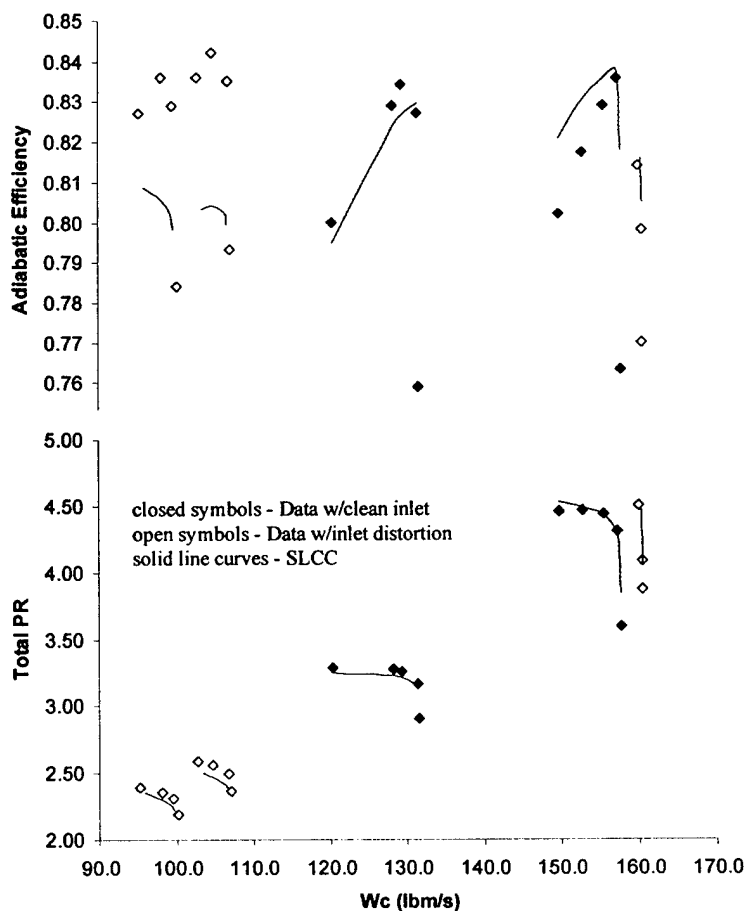 0.85
0.84
0.83
0.82
0.81
0.80
0.79
0.78
0.77
0.76
Adiabatic Efficiency
5.00
4.50
4.00
3.50
3.00
2.50
2.00
Total PR
closed symbols - Data w/clean inlet
open symbols - Data w/inlet distortion
solid line curves - SLCC
90.0 100.0 110.0 120.0 130.0 140.0 150.0 160.0 170.0
Wc (lbm/s)